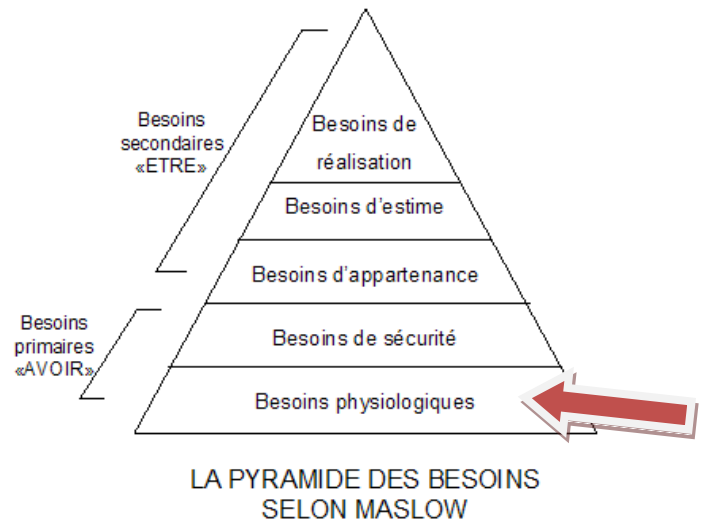 Besoins
secondaires
«ETRE»
Besoins de
réalisation
Besoins d'estime
Besoins d'appartenance
Besoins
primaires
«AVOIR»
Besoins de sécurité
Besoins physiologiques
LA PYRAMIDE DES BESOINS
SELON MASLOW